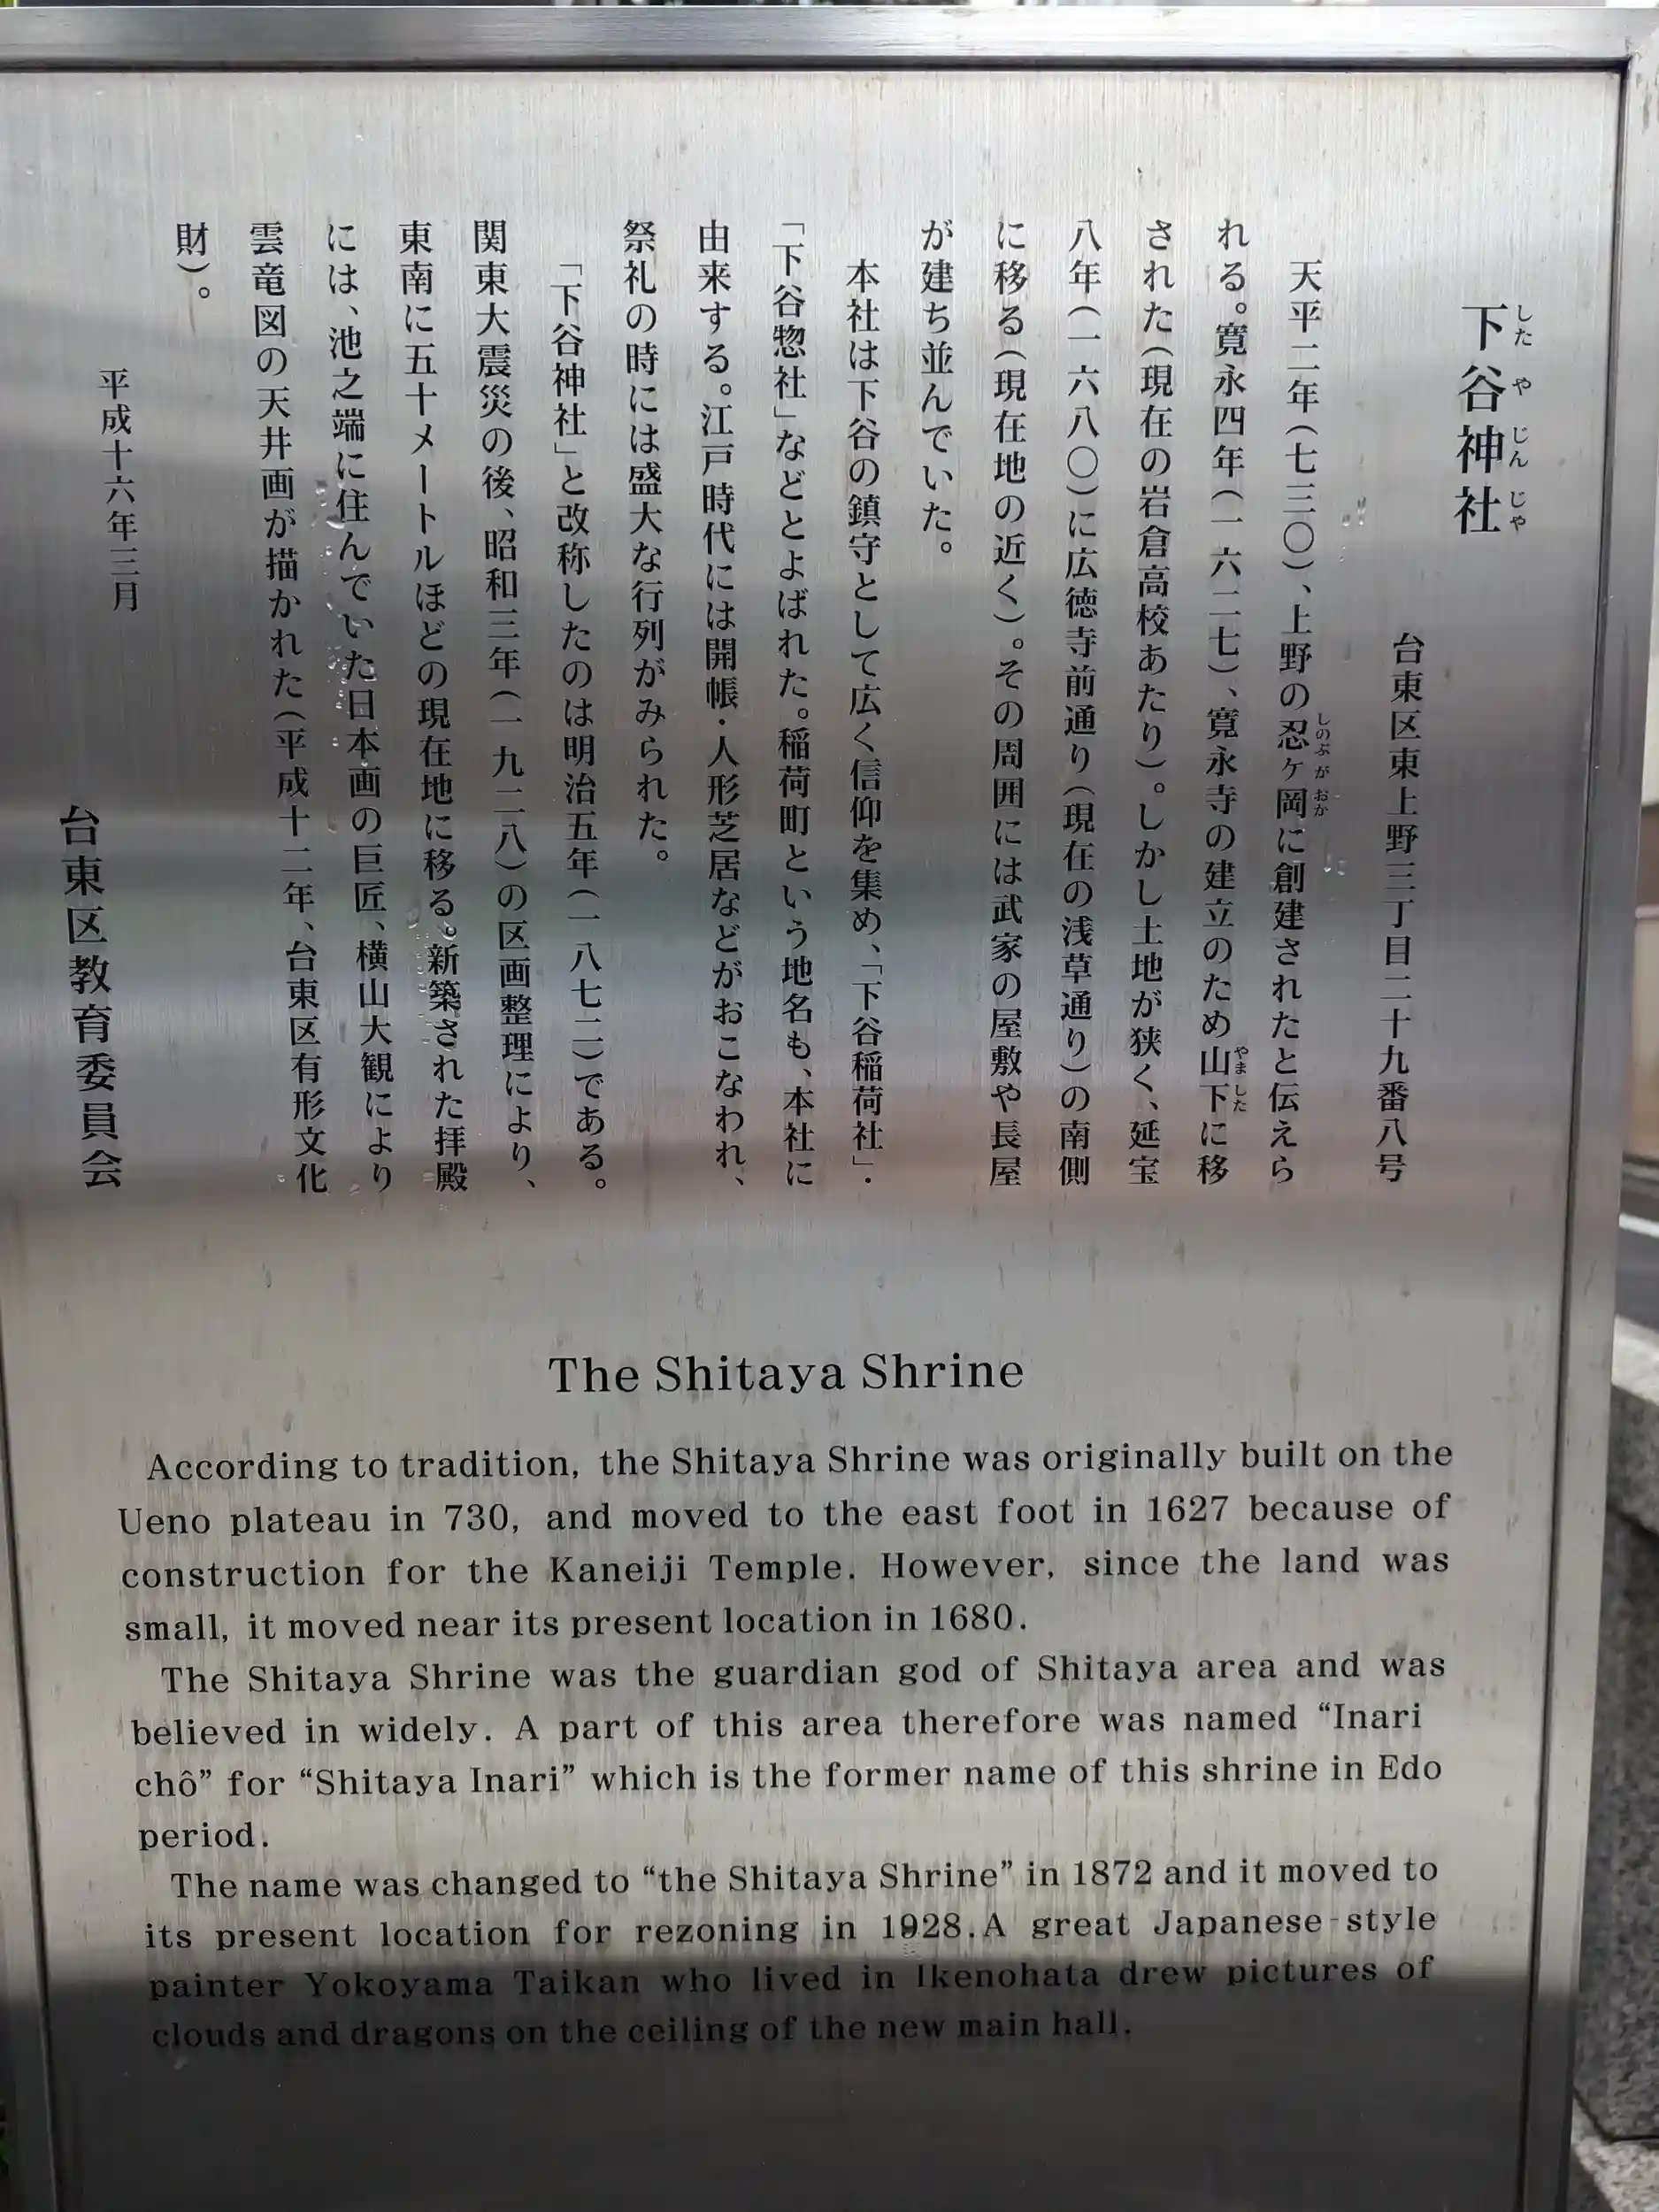 下谷神社
したやじんじゃ
台東区東上野三丁目二十九番八号
天平二年(七三〇)、上野の忍ヶ岡に創建されたと伝えら
しのぶがおか
れる。寛永四年(一六二七)、寛永寺の建立のため山下に移
やました
された(現在の岩倉高校あたり)。しかし土地が狭く、延宝
八年(一六八〇)に広徳寺前通り(現在の浅草通り)の南側
に移る(現在地の近く)。その周囲には武家の屋敷や長屋
が建ち並んでいた。
本社は下谷の鎮守として広く信仰を集め、「下谷稲荷社」・
「下谷惣社」などとよばれた。稲荷町という地名も、本社に
由来する。江戸時代には開帳・人形芝居などがおこなわれ、
祭礼の時には盛大な行列がみられた。
「下谷神社」と改称したのは明治五年(一八七二)である。
関東大震災の後、昭和三年(一九二八)の区画整理により、
東南に五十メートルほどの現在地に移る。新築された拝殿
には、池之端に住んでいた日本画の巨匠、横山大観により
雲竜図の天井画が描かれた(平成十二年、台東区有形文化
財)。
平成十六年三月
台東区教育委員会
The Shitaya Shrine
According to tradition, the Shitaya Shrine was originally built on the
Ueno plateau in 730, and moved to the east foot in 1627 because of
construction for the Kaneiji Temple. However, since the land was
small, it moved near its present location in 1680.
The Shitaya Shrine was the guardian god of Shitaya area and was
believed in widely. A part of this area therefore was named “Inari
chô” for “Shitaya Inari” which is the former name of this shrine in Edo
period.
The name was changed to “the Shitaya Shrine” in 1872 and it moved to
its present location for rezoning in 1928.A great Japanese-style
painter Yokoyama Taikan who lived in Ikenohata drew pictures of
clouds and dragons on the ceiling of the new main hall.